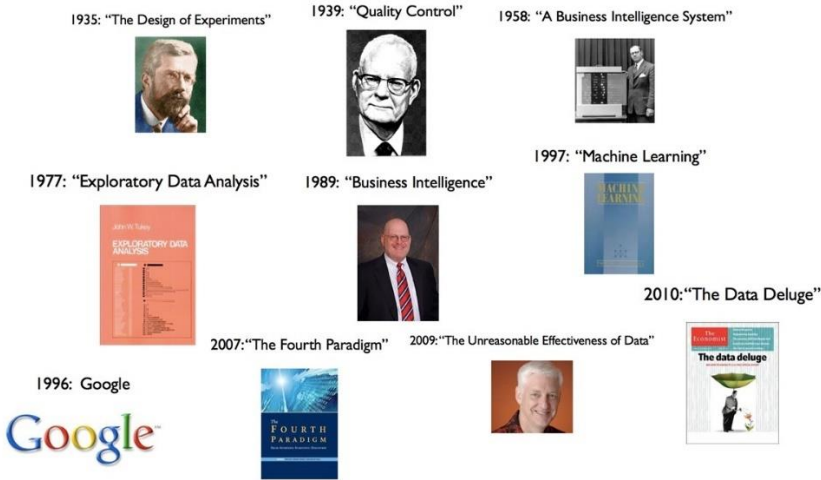 1935: "The Design of Experiments"
1939: "Quality Control"
1958: "A Business Intelligence System"
1977: "Exploratory Data Analysis"
1989: "Business Intelligence"
1997: "Machine Learning"
MACHINE
LEARNING
John W. Tukey
EXPLORATORY DATA
ANALYSIS
2010:"The Data Deluge"
2007:"The Fourth Paradigm"
2009:"The Unreasonable Effectiveness of Data"
The
Economist
The data deluge
1996: Google
Google
The
FOURTH
PARADIGM